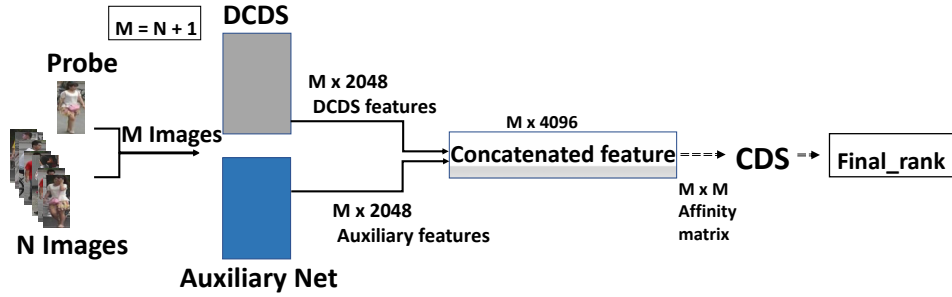 DCDS
M = N + 1
Probe
M Images
N Images
M x 2048
DCDS features
M x 2048
Auxiliary features
Auxiliary Net
M x 4096
Concatenated feature
M x M
Affinity
matrix
CDS
Final_rank